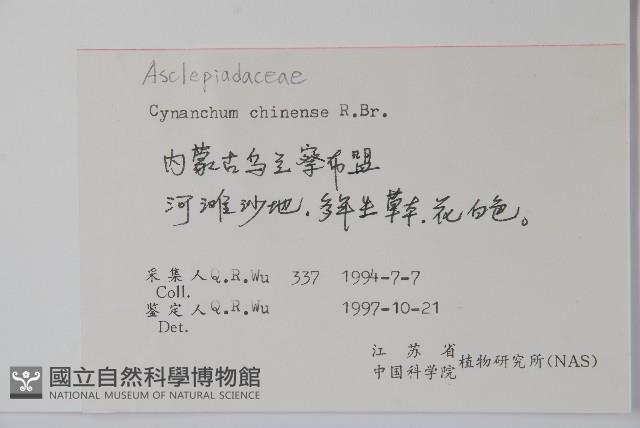 Asclepiadaceae
Cynanchum chinense R.Br.
内蒙古乌兰察布盟
河滩沙地.多年生草本.花白色。
采集人 Q.R.Wu 337 1994-7-7
Coll.
鉴定人 Q.R.Wu 1997-10-21
Det.
江苏省
中国科学院 植物研究所(NAS)
國立自然科學博物館
NATIONAL MUSEUM OF NATURAL SCIENCE